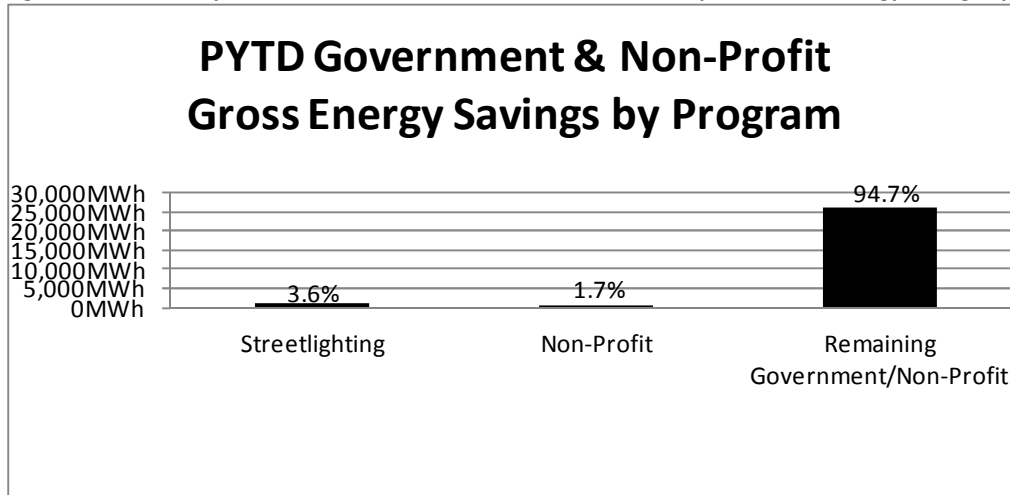 PYTD Government & Non-Profit
Gross Energy Savings by Program
30,000MWh
25,000MWh
20,000MWh
15,000MWh
10,000MWh
5,000MWh
0MWh
3.6%
1.7%
94.7%
Streetlighting
Non-Profit
Remaining
Government/Non-Profit